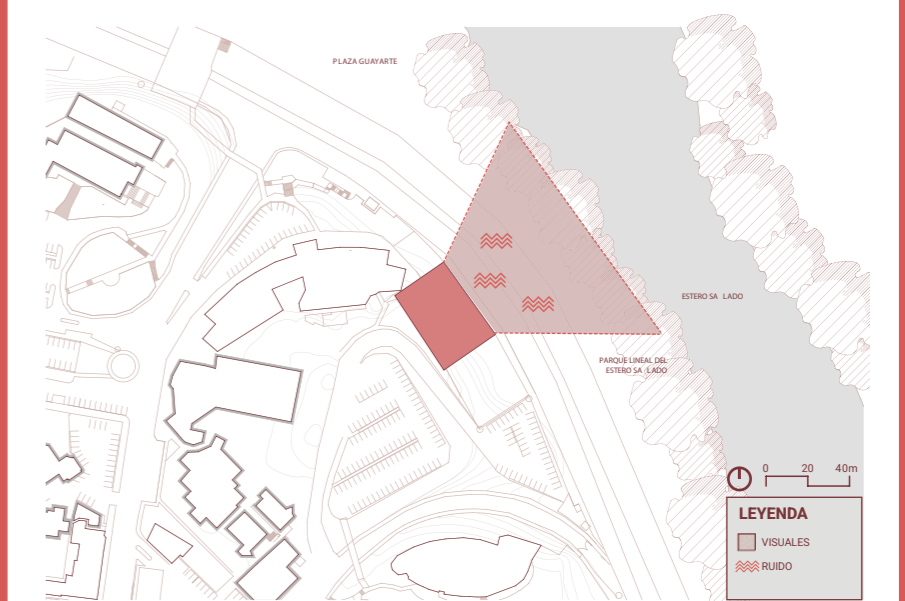 PLAZA GUAYARTE
ESTERO SA LADO
PARQUE LINEAL DEL
ESTERO SA LADO
0 20 40m
LEYENDA
VISUALES
RUIDO